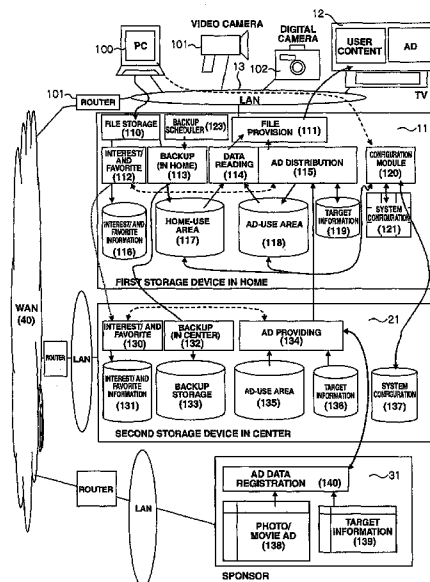 VIDEO CAMERA
101
DIGITAL CAMERA
102
12
USER CONTENT
AD
TV
100
PC
13
LAN
101
ROUTER
FILE STORAGE (110)
BACKUP SCHEDULER (123)
FILE PROVISION (111)
11
INTEREST/ AND FAVORITE (112)
BACKUP (IN HOME) (113)
DATA READING (114)
AD DISTRIBUTION (115)
CONFIGURATION MODULE (120)
INTEREST/ AND FAVORITE INFORMATION (116)
HOME-USE AREA (117)
AD-USE AREA (118)
TARGET INFORMATION (119)
SYSTEM CONFIGURATION (121)
FIRST STORAGE DEVICE IN HOME
WAN (40)
ROUTER
LAN
21
INTEREST/ AND FAVORITE (130)
BACKUP (IN CENTER) (132)
AD PROVIDING (134)
INTEREST/ AND FAVORITE INFORMATION (131)
BACKUP STORAGE (133)
AD-USE AREA (135)
TARGET INFORMATION (136)
SYSTEM CONFIGURATION (137)
SECOND STORAGE DEVICE IN CENTER
ROUTER
LAN
31
AD DATA REGISTRATION (140)
PHOTO/ MOVIE AD (138)
TARGET INFORMATION (139)
SPONSOR